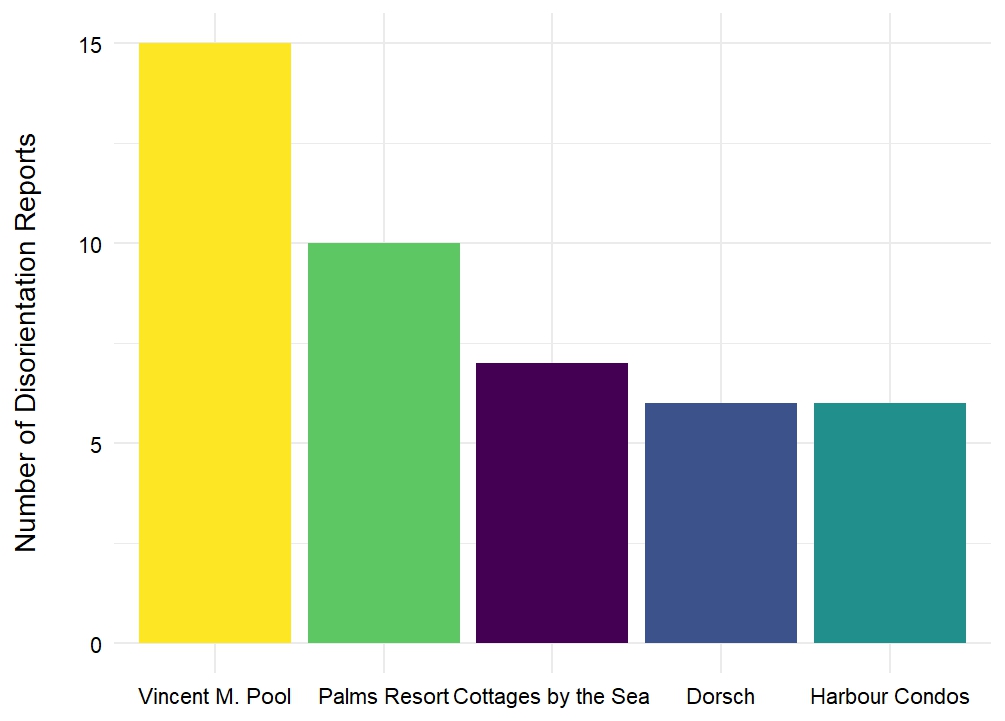 Number of Disorientation Reports
15
10
5
0
Vincent M. Pool
Palms Resort
Cottages by the Sea
Dorsch
Harbour Condos